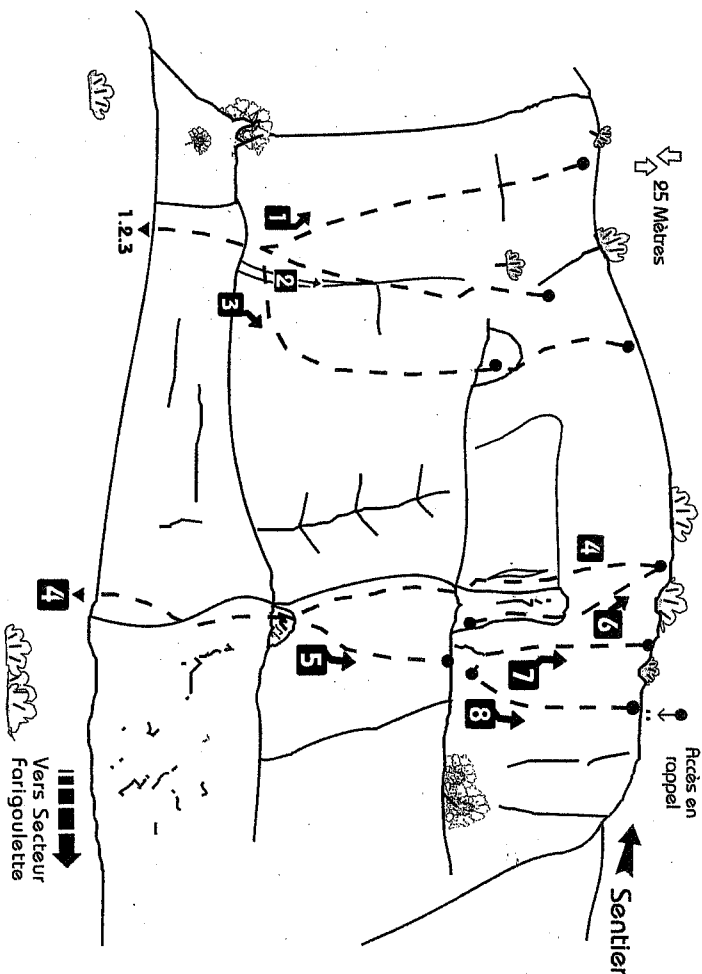 25 Mètres
Accès en
rappel
Sentier
1
2
3
4
6
5
7
8
1.2.3
4
Vers Secteur
Farigoulette